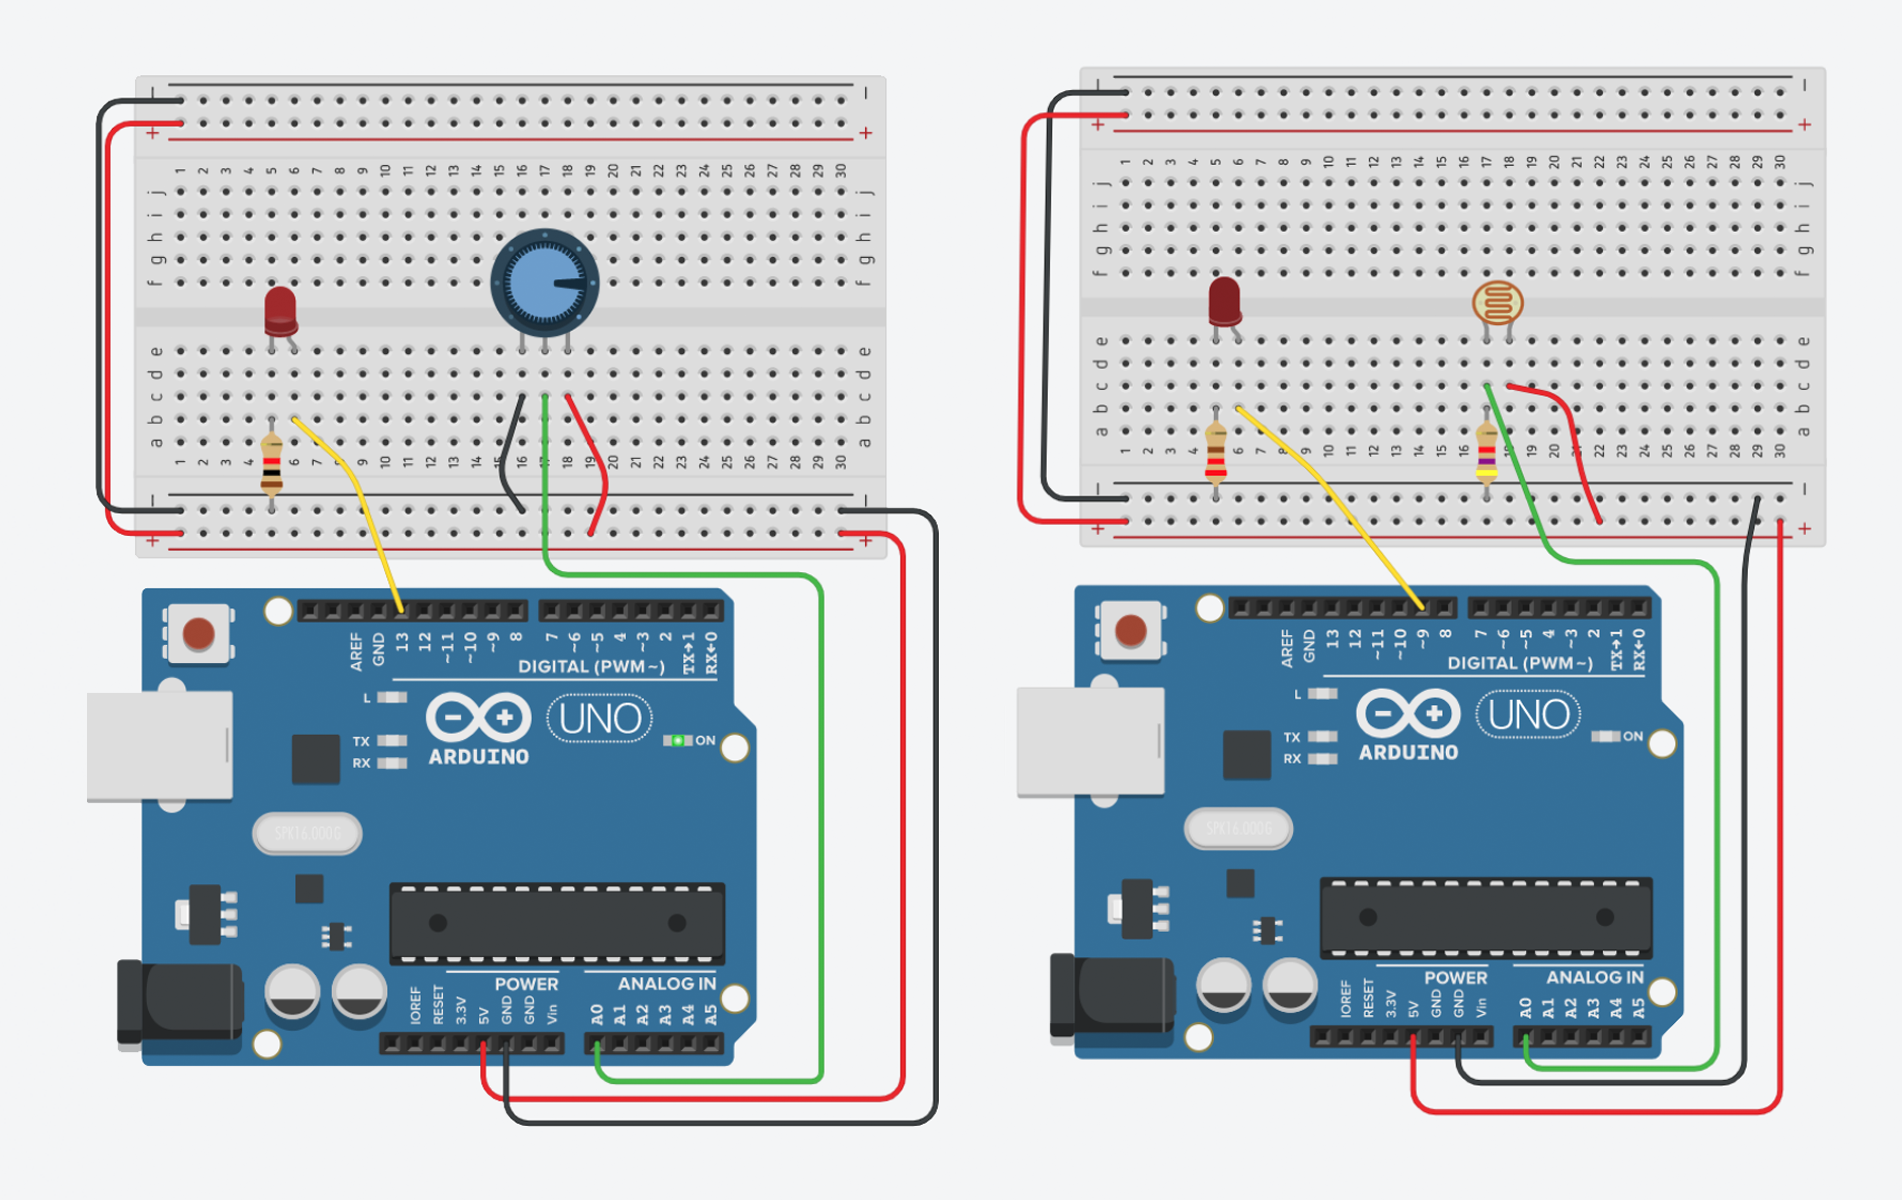 - -
+ +
1 2 3 4 5 6 7 8 9 10 11 12 13 14 15 16 17 18 19 20 21 22 23 24 25 26 27 28 29 30
j j
i i
h h
g g
f f
e e
d d
c c
b b
a a
1 2 3 4 5 6 7 8 9 10 11 12 13 14 15 16 17 18 19 20 21 22 23 24 25 26 27 28 29 30
- -
+ +
AREF GND 13 12 ~11 ~10 ~9 8 7 ~6 ~5 4 ~3 2 TX→1 RX←0
DIGITAL (PWM~)
L
UNO
TX
RX
ON
ARDUINO
SPK16.000G
POWER ANALOG IN
IOREF RESET 3.3V 5V GND GND Vin A0 A1 A2 A3 A4 A5
- -
+ +
1 2 3 4 5 6 7 8 9 10 11 12 13 14 15 16 17 18 19 20 21 22 23 24 25 26 27 28 29 30
j j
i i
h h
g g
f f
e e
d d
c c
b b
a a
1 2 3 4 5 6 7 8 9 10 11 12 13 14 15 16 17 18 19 20 21 22 23 24 25 26 27 28 29 30
- -
+ +
AREF GND 13 12 ~11 ~10 ~9 8 7 ~6 ~5 4 ~3 2 TX→1 RX←0
DIGITAL (PWM~)
L
UNO
TX
RX
ON
ARDUINO
SPK16.000G
POWER ANALOG IN
IOREF RESET 3.3V 5V GND GND Vin A0 A1 A2 A3 A4 A5